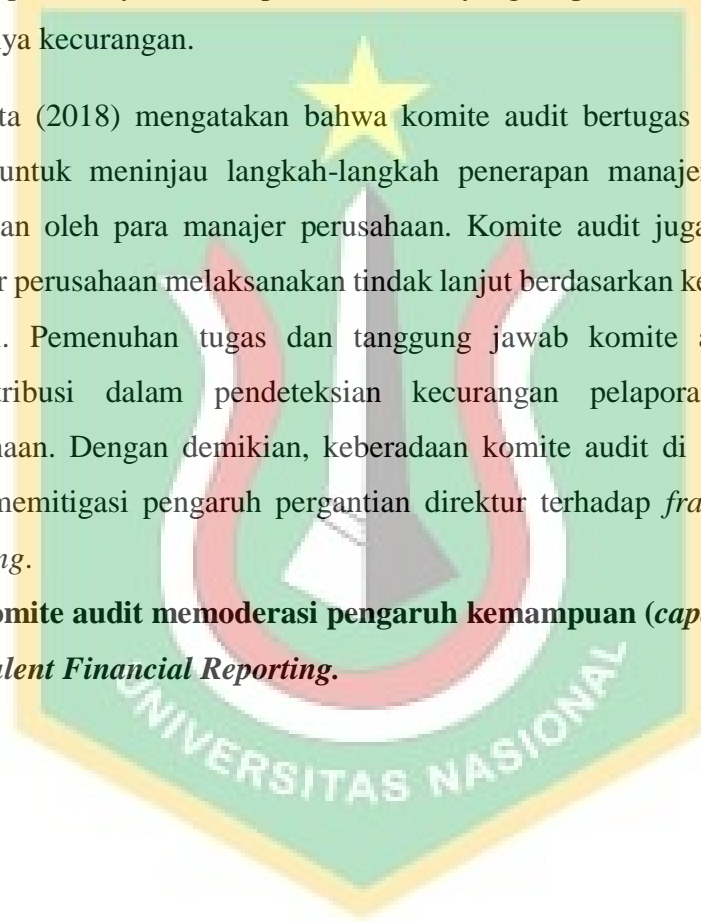 ya kecurangan.
ta (2018) mengatakan bahwa komite audit bertugas
untuk meninjau langkah-langkah penerapan manaje
an oleh para manajer perusahaan. Komite audit juga
r perusahaan melaksanakan tindak lanjut berdasarkan ke
. Pemenuhan tugas dan tanggung jawab komite a
tribusi dalam pendeteksian kecurangan pelapora
haan. Dengan demikian, keberadaan komite audit di
memitigasi pengaruh pergantian direktur terhadap fra
ng.
omite audit memoderasi pengaruh kemampuan (cap
lent Financial Reporting.
UNIVERSITAS NASIONAL